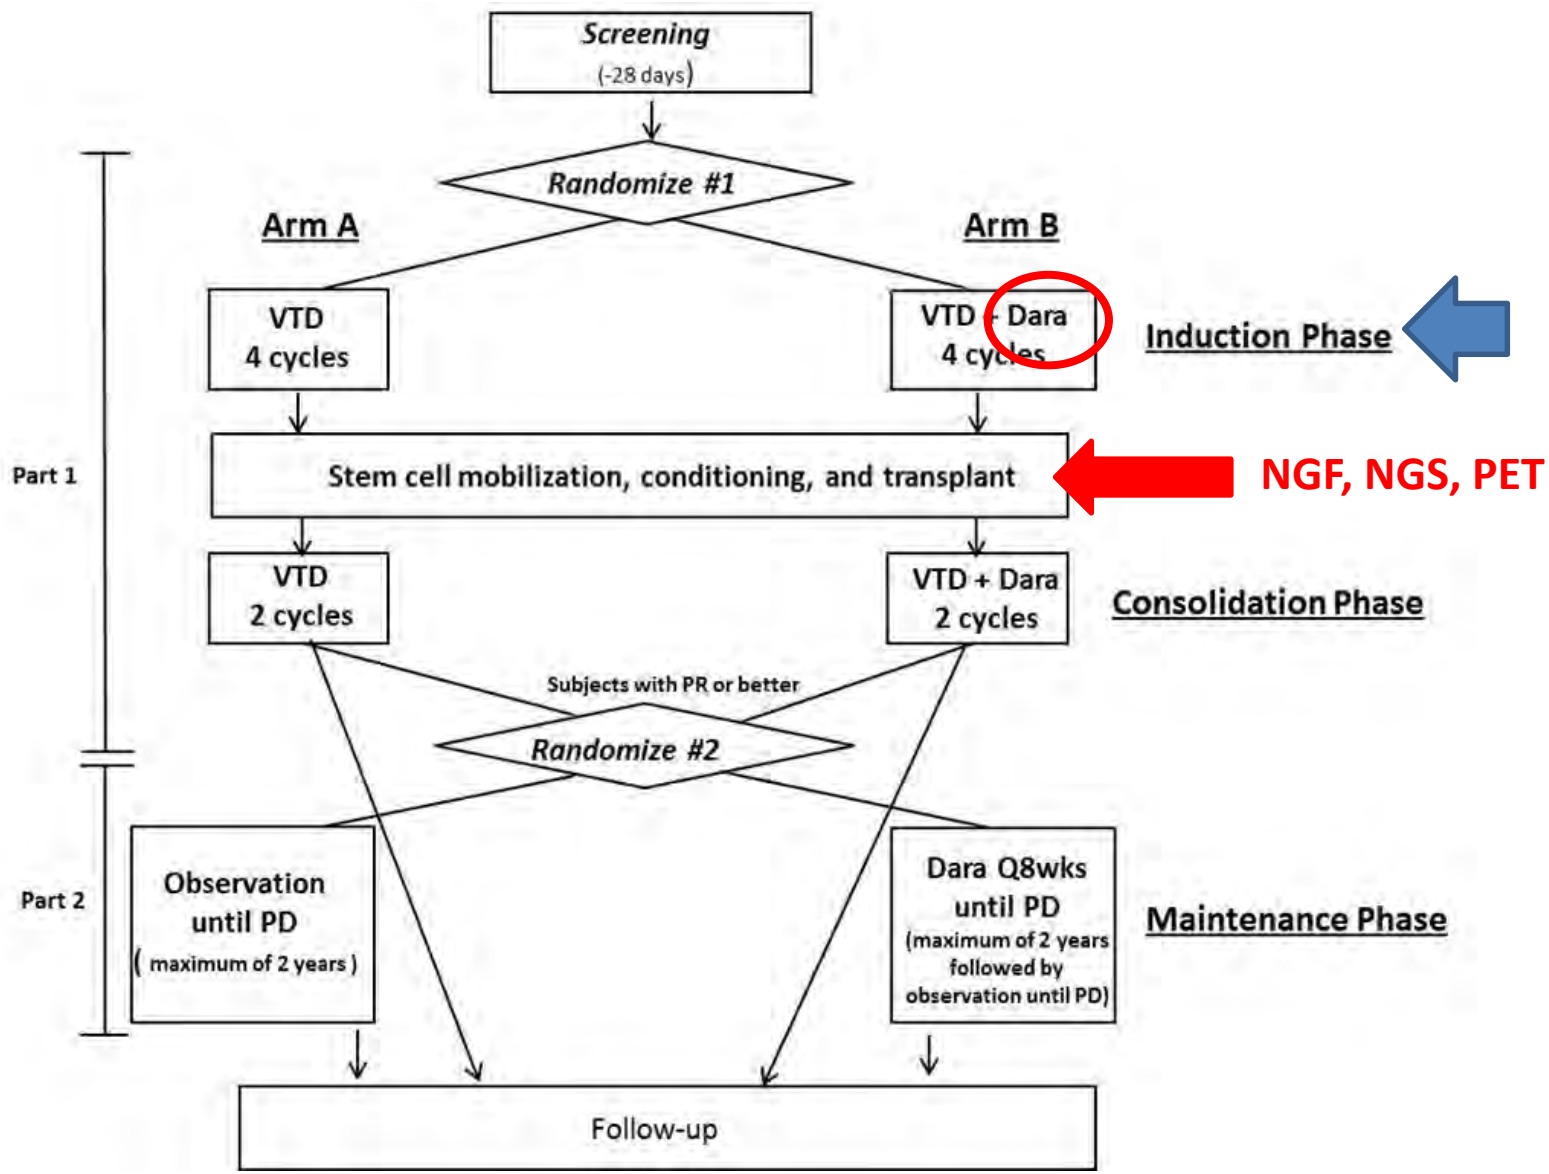 Screening
(-28 days)
Randomize #1
Arm A
Arm B
VTD
4 cycles
VTD + Dara
4 cycles
Induction Phase
Part 1
Stem cell mobilization, conditioning, and transplant
NGF, NGS, PET
VTD
2 cycles
VTD + Dara
2 cycles
Consolidation Phase
Subjects with PR or better
Randomize #2
Part 2
Observation
until PD
( maximum of 2 years )
Dara Q8wks
until PD
(maximum of 2 years
followed by
observation until PD)
Maintenance Phase
Follow-up